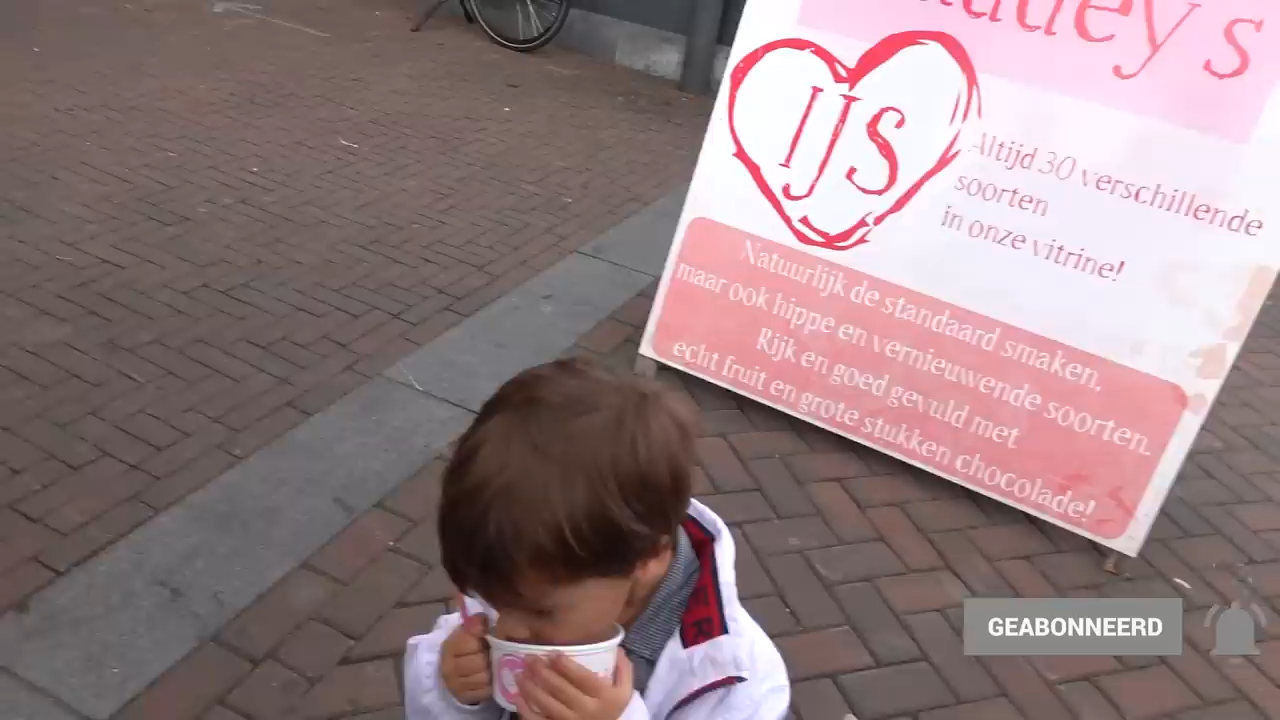 IJS
Altijd 30 verschillende
soorten
in onze vitrine!
Natuurlijk de standaard smaken,
maar ook hippe en vernieuwende soorten.
Rijk en goed gevuld met
echt fruit en grote stukken chocolade!
GEABONNEERD